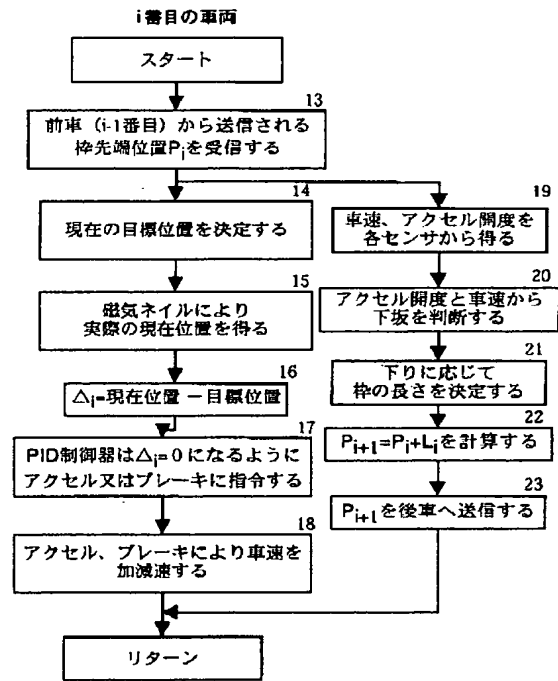 i番目の車両
スタート
13
前車（i-1番目）から送信される
枠先端位置Piを受信する
14
現在の目標位置を決定する
15
磁気ネイルにより
実際の現在位置を得る
16
△i=現在位置 − 目標位置
17
PID制御器は△i=0になるように
アクセル又はブレーキに指令する
18
アクセル、ブレーキにより車速を
加減速する
19
車速、アクセル開度を
各センサから得る
20
アクセル開度と車速から
下坂を判断する
21
下りに応じて
枠の長さを決定する
22
Pi+1=Pi+Liを計算する
23
Pi+1を後車へ送信する
リターン